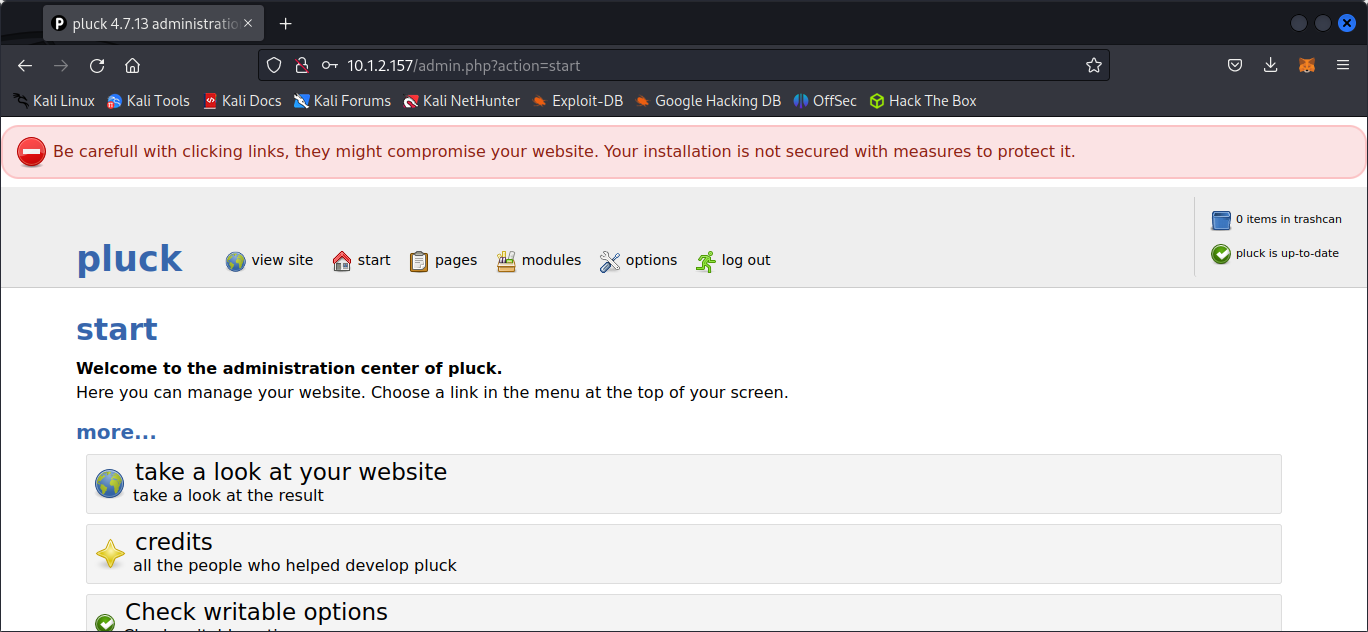 pluck 4.7.13 administratio
10.1.2.157/admin.php?action=start
Kali Linux Kali Tools Kali Docs Kali Forums Kali NetHunter Exploit-DB Google Hacking DB OffSec Hack The Box
Be carefull with clicking links, they might compromise your website. Your installation is not secured with measures to protect it.
0 items in trashcan
pluck is up-to-date
pluck view site start pages modules options log out
start
Welcome to the administration center of pluck.
Here you can manage your website. Choose a link in the menu at the top of your screen.
more...
take a look at your website
take a look at the result
credits
all the people who helped develop pluck
Check writable options